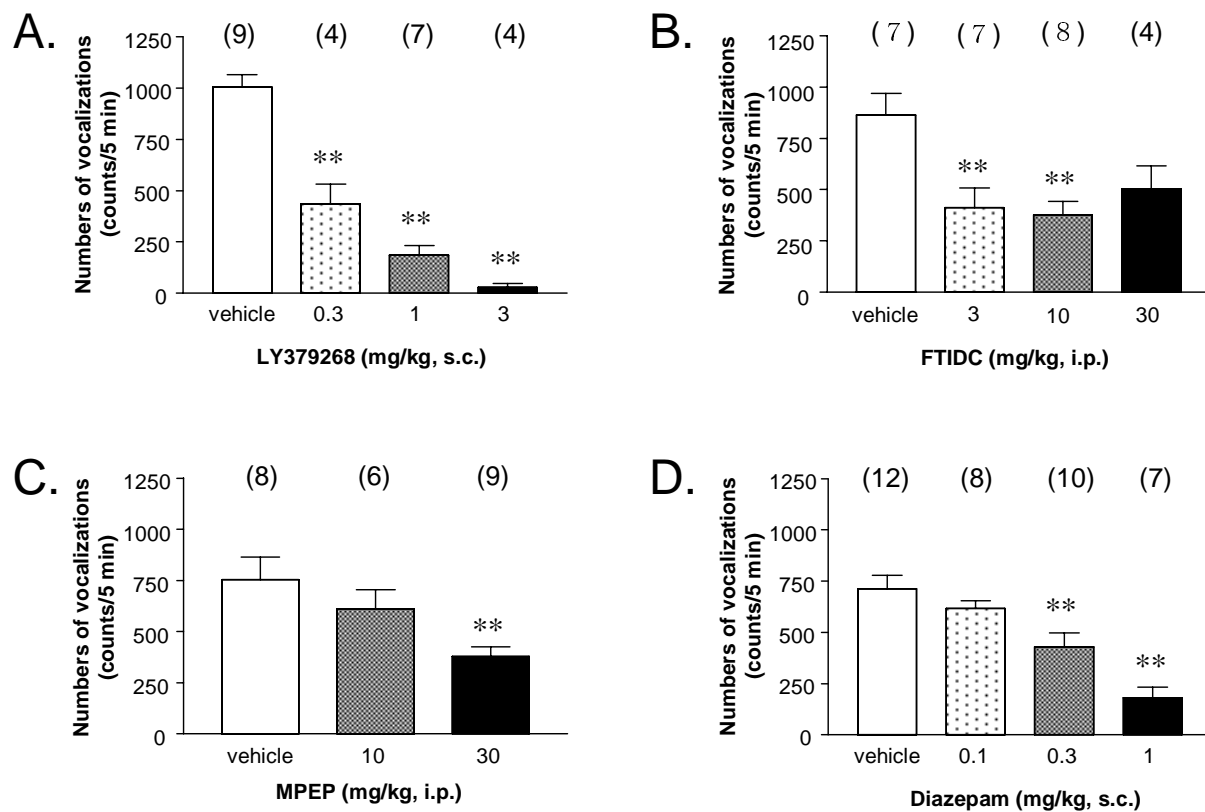 A.
(9) (4) (7) (4)
Numbers of vocalizations
(counts/5 min)
1250
1000
750
500
250
0
** ** **
vehicle 0.3 1 3
LY379268 (mg/kg, s.c.)
B.
(7) (7) (8) (4)
Numbers of vocalizations
(counts/5 min)
1250
1000
750
500
250
0
** **
vehicle 3 10 30
FTIDC (mg/kg, i.p.)
C.
(8) (6) (9)
Numbers of vocalizations
(counts/5 min)
1250
1000
750
500
250
0
**
vehicle 10 30
MPEP (mg/kg, i.p.)
D.
(12) (8) (10) (7)
Numbers of vocalizations
(counts/5 min)
1250
1000
750
500
250
0
** **
vehicle 0.1 0.3 1
Diazepam (mg/kg, s.c.)